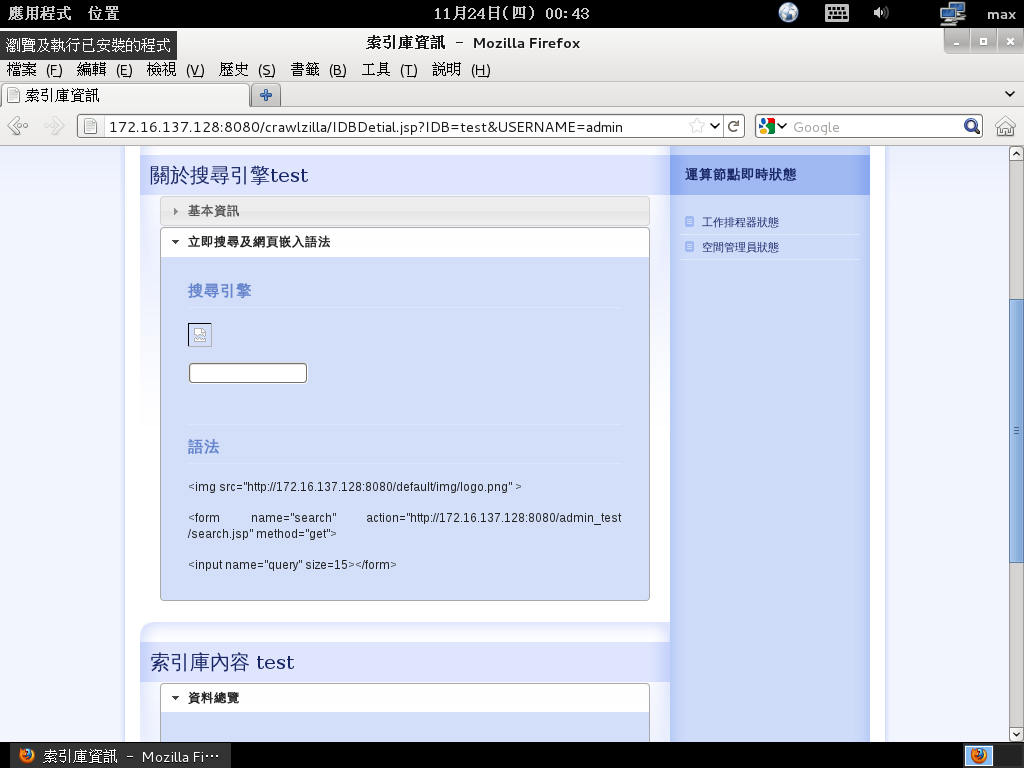 應用程式 位置
11月24日(四) 00:43
max
瀏覽及執行已安裝的程式
索引庫資訊 - Mozilla Firefox
檔案 (F) 編輯 (E) 檢視 (V) 歷史 (S) 書籤 (B) 工具 (T) 說明 (H)
索引庫資訊
172.16.137.128:8080/crawlzilla/IDBDetial.jsp?IDB=test&USERNAME=admin
Google
關於搜尋引擎test
基本資訊
立即搜尋及網頁嵌入語法
搜尋引擎
語法
<img src="http://172.16.137.128:8080/default/img/logo.png" >
<form name="search" action="http://172.16.137.128:8080/admin_test
/search.jsp" method="get">
<input name="query" size=15></form>
索引庫內容 test
資料總覽
運算節點即時狀態
工作排程器狀態
空間管理員狀態
索引庫資訊 - Mozilla Fi⋯